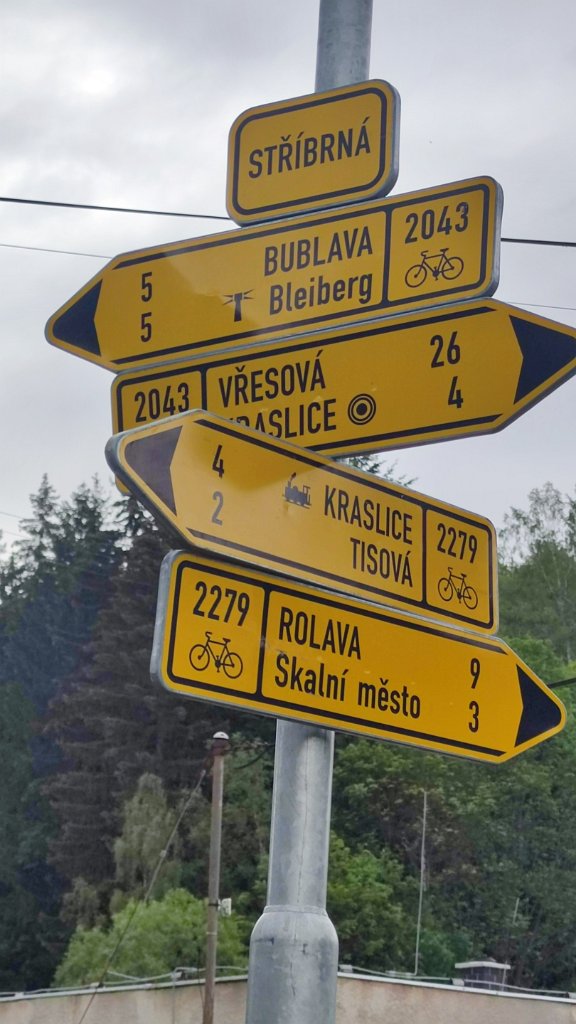 STŘÍBRNÁ
5 BUBLAVA 2043
5 Bleiberg
2043 VŘESOVÁ 26
KRASLICE 4
4 KRASLICE 2279
2 TISOVÁ
2279 ROLAVA 9
Skalní město 3